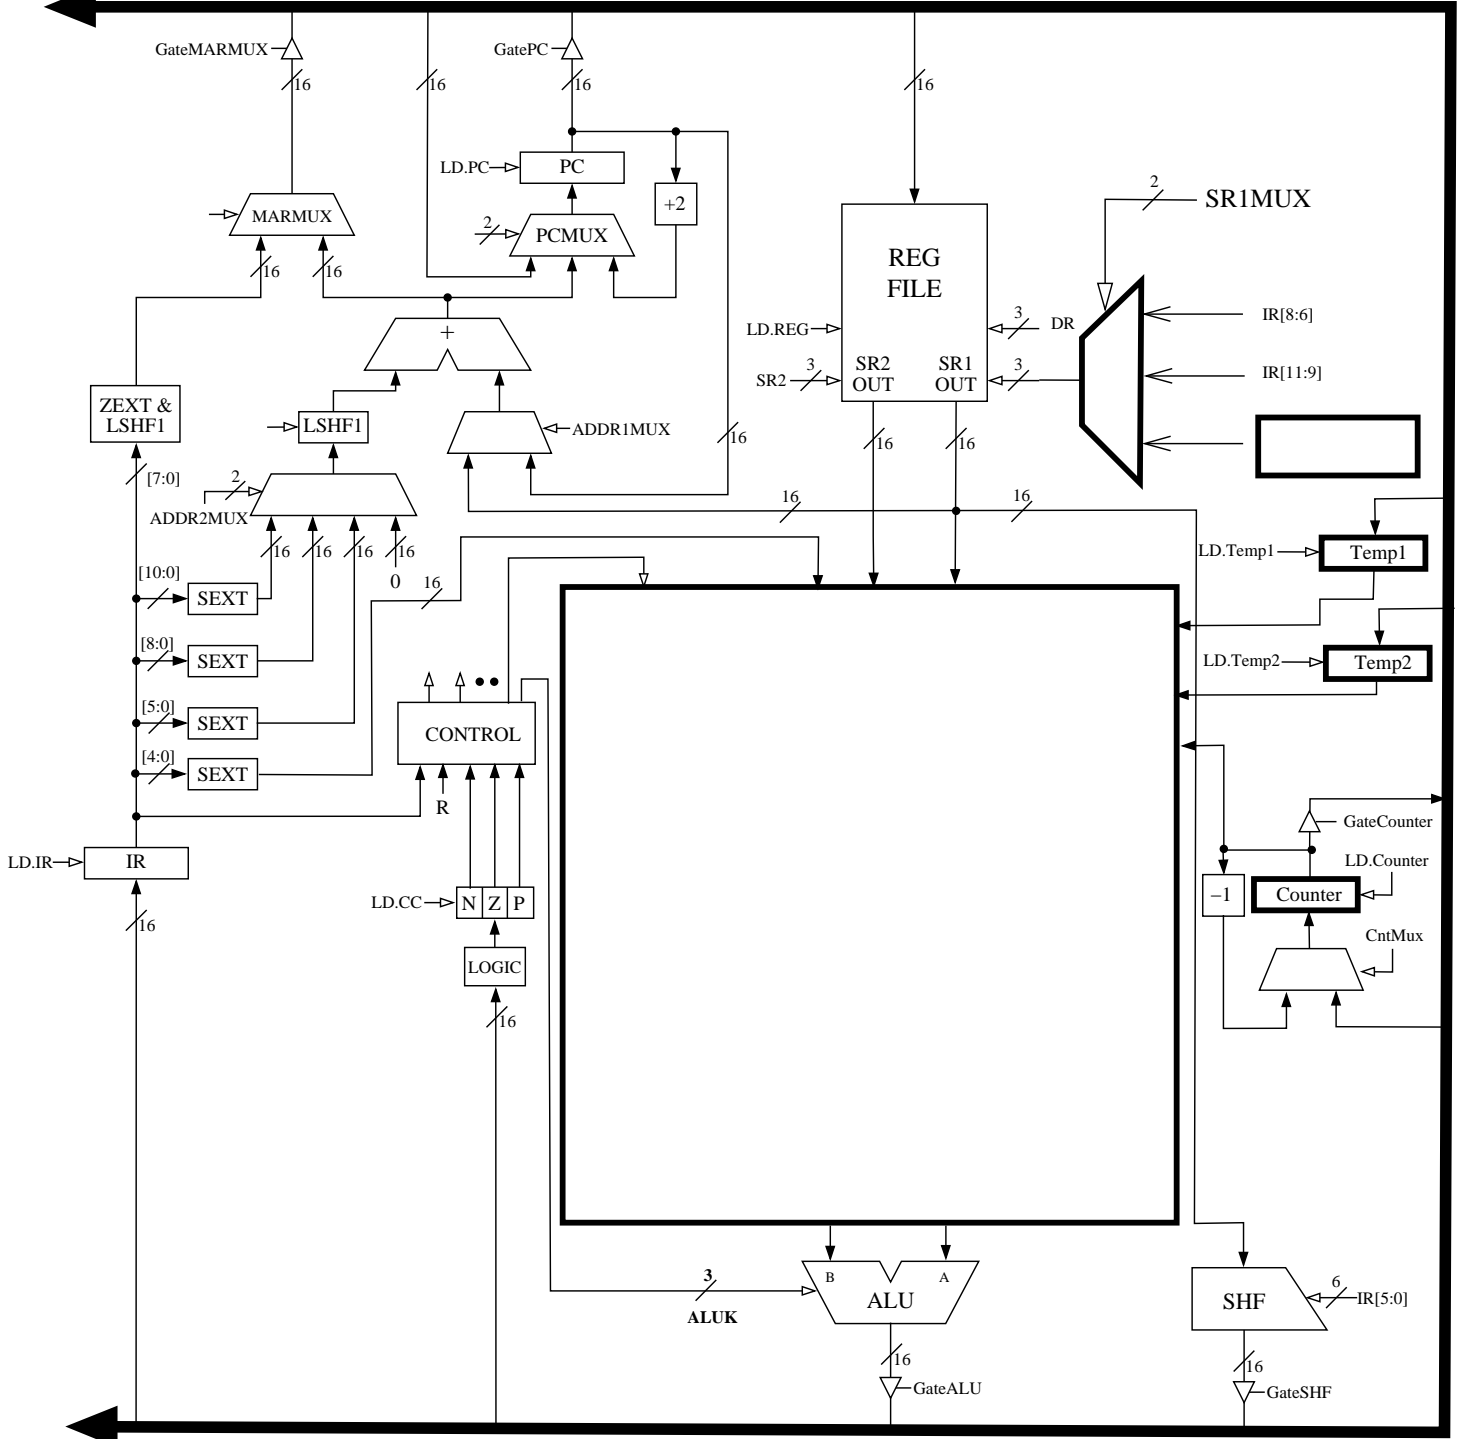 GateMARMUX
16
16
GatePC
16
16
LD.PC
PC
+2
2
SR1MUX
MARMUX
2
PCMUX
REG
FILE
16
16
LD.REG
3
DR
IR[8:6]
+
SR2
3
SR2
OUT
SR1
OUT
3
IR[11:9]
ZEXT &
LSHF1
LSHF1
ADDR1MUX
16
16
16
[7:0]
2
ADDR2MUX
16
16
16
16
16
16
0
LD.Temp1
Temp1
[10:0]
SEXT
16
[8:0]
SEXT
LD.Temp2
Temp2
[5:0]
SEXT
CONTROL
[4:0]
SEXT
R
GateCounter
LD.IR
IR
LD.Counter
LD.CC
N
Z
P
–1
Counter
16
CntMux
LOGIC
16
3
ALUK
B
A
ALU
SHF
6
IR[5:0]
16
16
GateALU
GateSHF